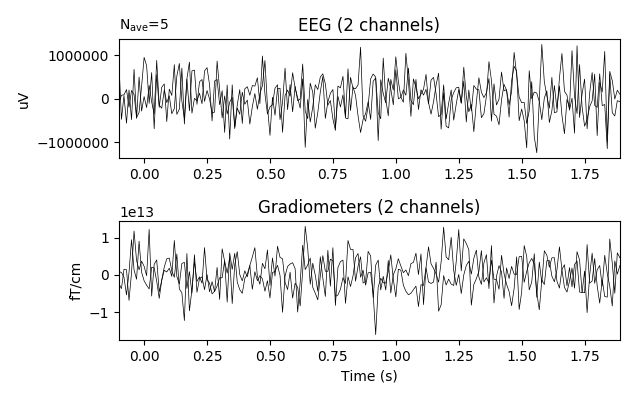 Nave=5
EEG (2 channels)
uV
1000000
0
−1000000
0.00 0.25 0.50 0.75 1.00 1.25 1.50 1.75
1e13
Gradiometers (2 channels)
fT/cm
1
0
−1
0.00 0.25 0.50 0.75 1.00 1.25 1.50 1.75
Time (s)